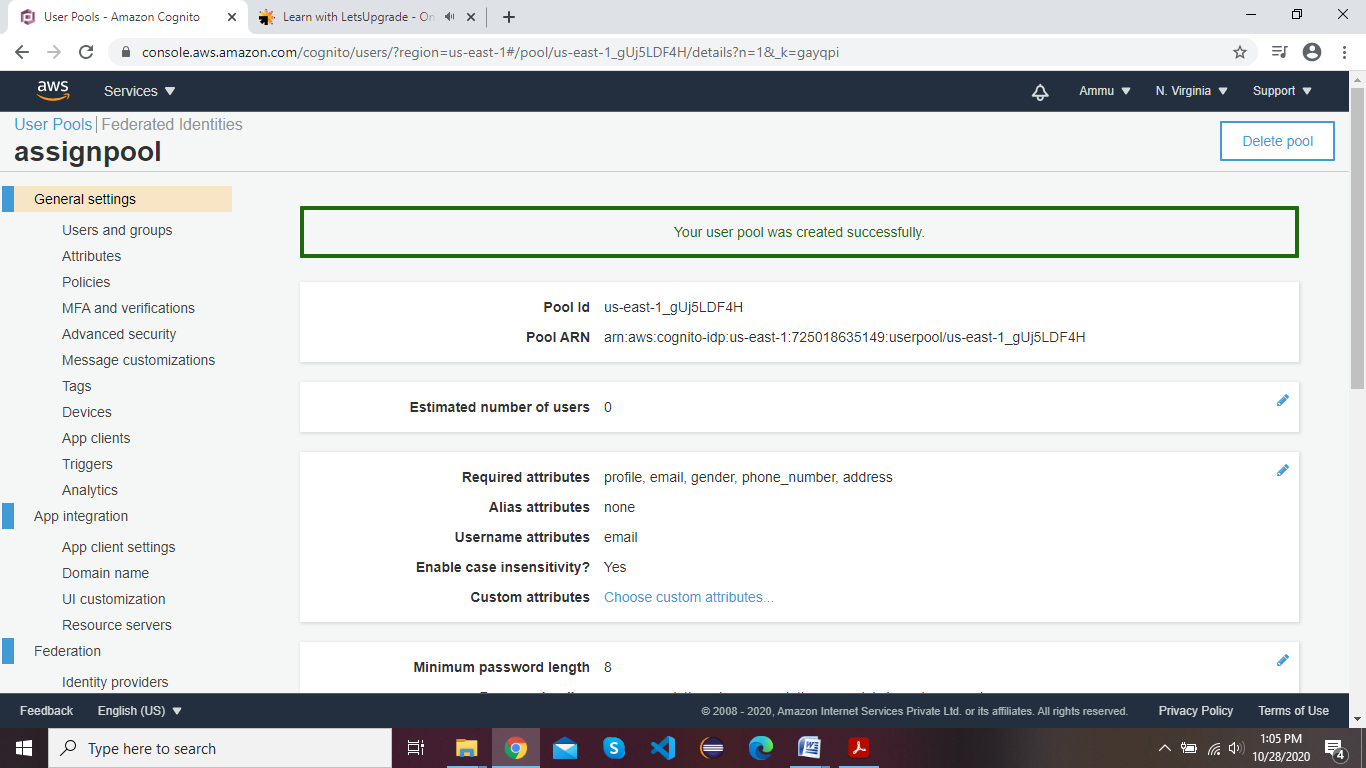 User Pools - Amazon Cognito
Learn with LetsUpgrade - On
console.aws.amazon.com/cognito/users/?region=us-east-1#/pool/us-east-1_gUj5LDF4H/details?n=1&_k=gayqpi
aws
Services
Ammu
N. Virginia
Support
User Pools | Federated Identities
assignpool
Delete pool
General settings
Users and groups
Attributes
Policies
MFA and verifications
Advanced security
Message customizations
Tags
Devices
App clients
Triggers
Analytics
App integration
App client settings
Domain name
UI customization
Resource servers
Federation
Identity providers
Your user pool was created successfully.
Pool Id us-east-1_gUj5LDF4H
Pool ARN arn:aws:cognito-idp:us-east-1:725018635149:userpool/us-east-1_gUj5LDF4H
Estimated number of users 0
Required attributes profile, email, gender, phone_number, address
Alias attributes none
Username attributes email
Enable case insensitivity? Yes
Custom attributes Choose custom attributes...
Minimum password length 8
Feedback
English (US)
© 2008 - 2020, Amazon Internet Services Private Ltd. or its affiliates. All rights reserved.
Privacy Policy
Terms of Use
Type here to search
1:05 PM
10/28/2020
4